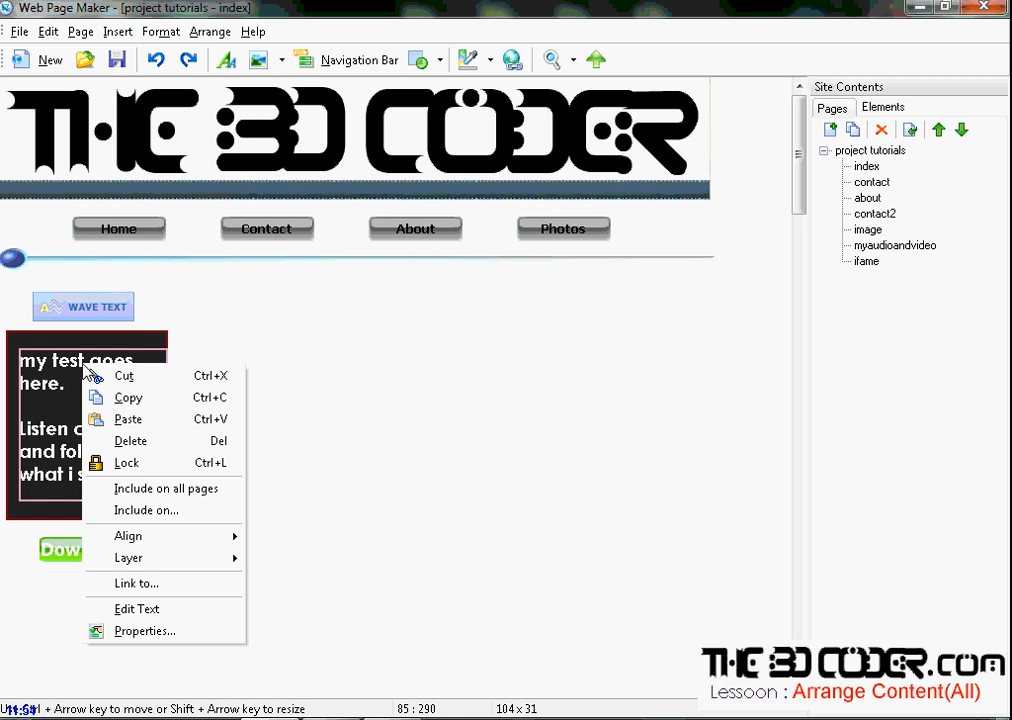 Web Page Maker - [project tutorials - index]
File Edit Page Insert Format Arrange Help
New Navigation Bar
Site Contents
Pages Elements
project tutorials
index
contact
about
contact2
image
myaudioandvideo
ifame
THE 3D CODER
Home Contact About Photos
WAVE TEXT
my test goes
here.
Listen c
and fol
what i s
Dow
Cut Ctrl+X
Copy Ctrl+C
Paste Ctrl+V
Delete Del
Lock Ctrl+L
Include on all pages
Include on...
Align
Layer
Link to...
Edit Text
Properties...
THE 3D CODER.COM
Lessoon : Arrange Content(All)
11:54
+ Arrow key to move or Shift + Arrow key to resize 85 : 290 104 x 31